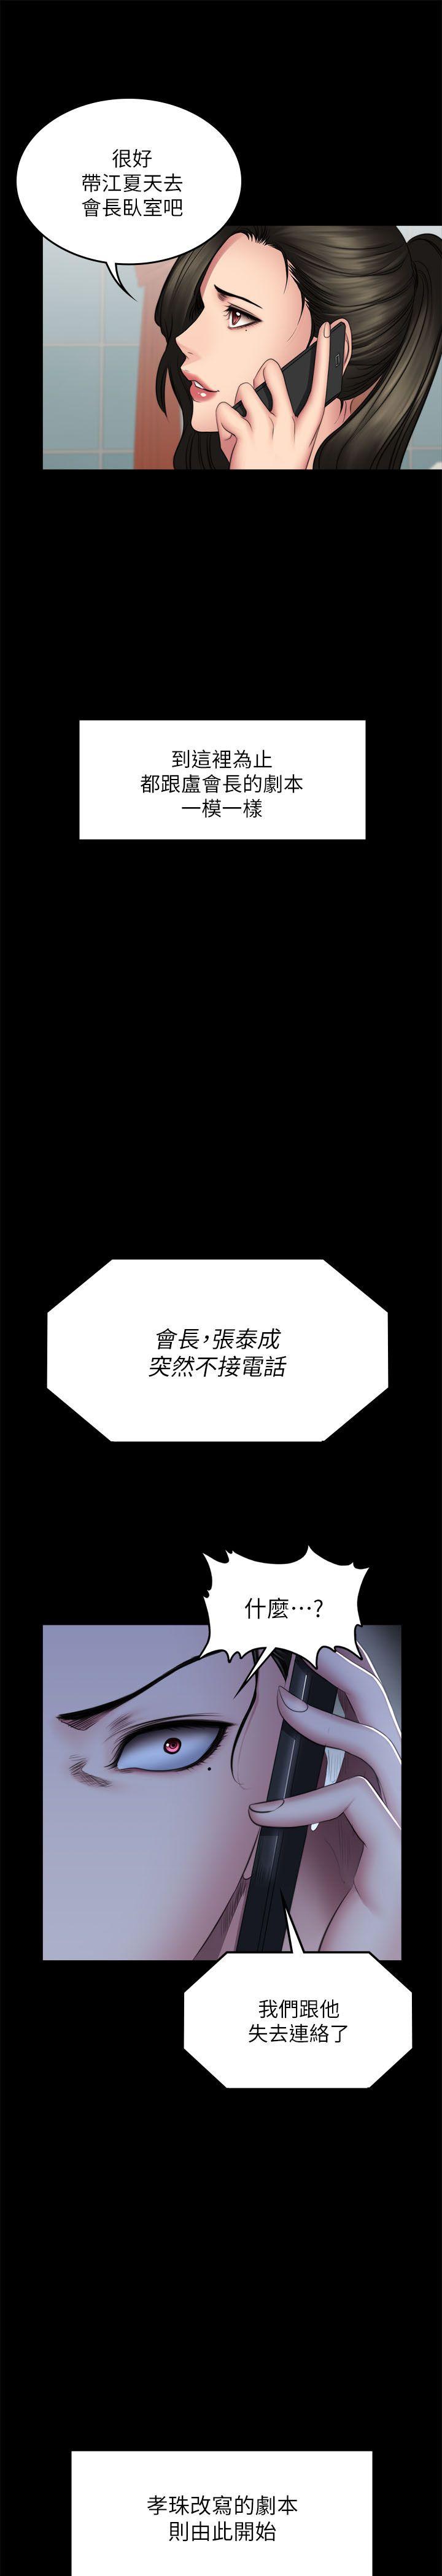 很好
帶江夏天去
會長臥室吧
到這裡為止
都跟盧會長的劇本
一模一樣
會長，張泰成
突然不接電話
什麼…?
我們跟他
失去連絡了
孝珠改寫的劇本
則由此開始